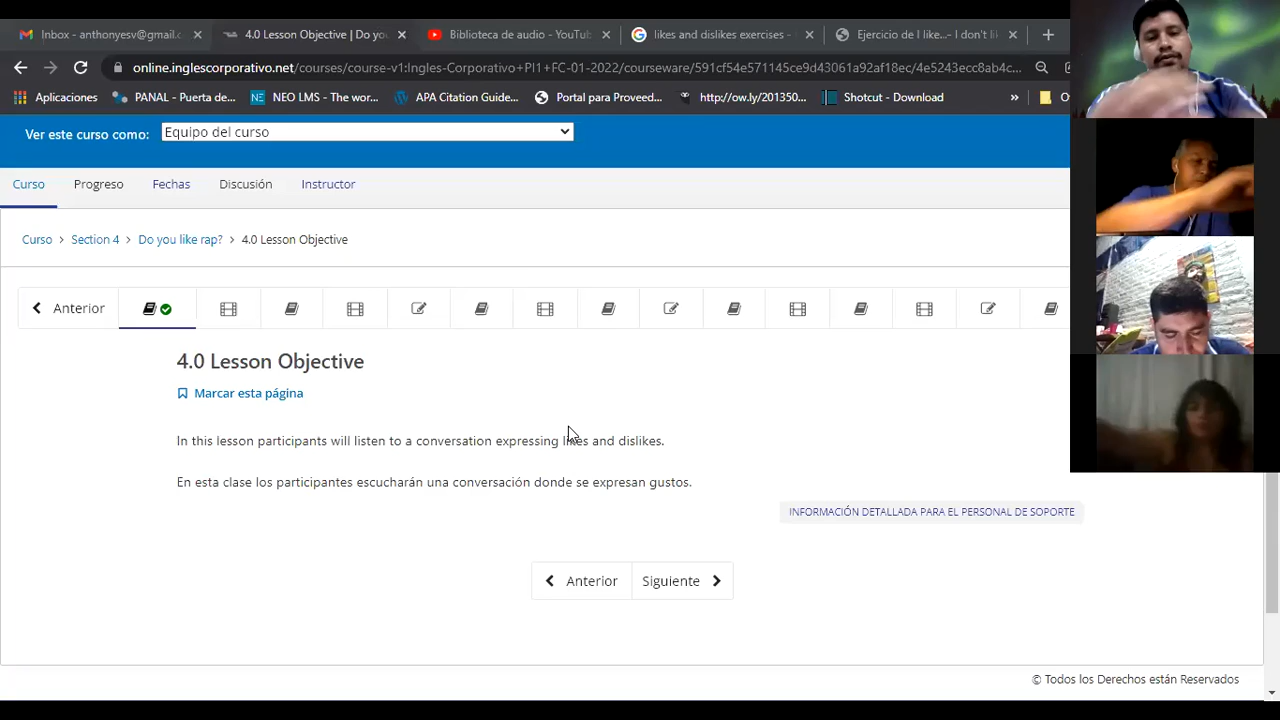 Inbox - anthonyesv@gmail.c
4.0 Lesson Objective | Do you
Biblioteca de audio - YouTube
likes and dislikes exercises -
Ejercicio de I like...- I don't li
online.inglescorporativo.net/courses/course-v1:Ingles-Corporativo+PI1+FC-01-2022/courseware/591cf54e571145ce9d43061a92af18ec/4e5243ecc8ab4c...
Aplicaciones
PANAL - Puerta de...
NEO LMS - The wor...
APA Citation Guide...
Portal para Proveed...
http://ow.ly/201350...
Shotcut - Download
»
Ver este curso como:
Equipo del curso
Curso
Progreso
Fechas
Discusión
Instructor
Curso > Section 4 > Do you like rap? > 4.0 Lesson Objective
Anterior
4.0 Lesson Objective
Marcar esta página
In this lesson participants will listen to a conversation expressing likes and dislikes.
En esta clase los participantes escucharán una conversación donde se expresan gustos.
INFORMACIÓN DETALLADA PARA EL PERSONAL DE SOPORTE
Anterior
Siguiente
© Todos los Derechos están Reservados